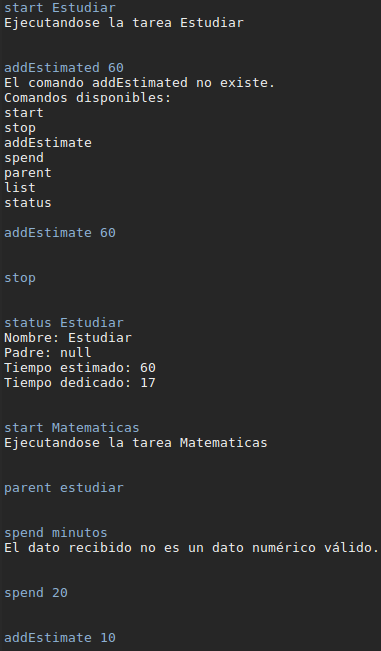 start Estudiar
Ejecutandose la tarea Estudiar
addEstimated 60
El comando addEstimated no existe.
Comandos disponibles:
start
stop
addEstimate
spend
parent
list
status
addEstimate 60
stop
status Estudiar
Nombre: Estudiar
Padre: null
Tiempo estimado: 60
Tiempo dedicado: 17
start Matematicas
Ejecutandose la tarea Matematicas
parent estudiar
spend minutos
El dato recibido no es un dato numérico válido.
spend 20
addEstimate 10